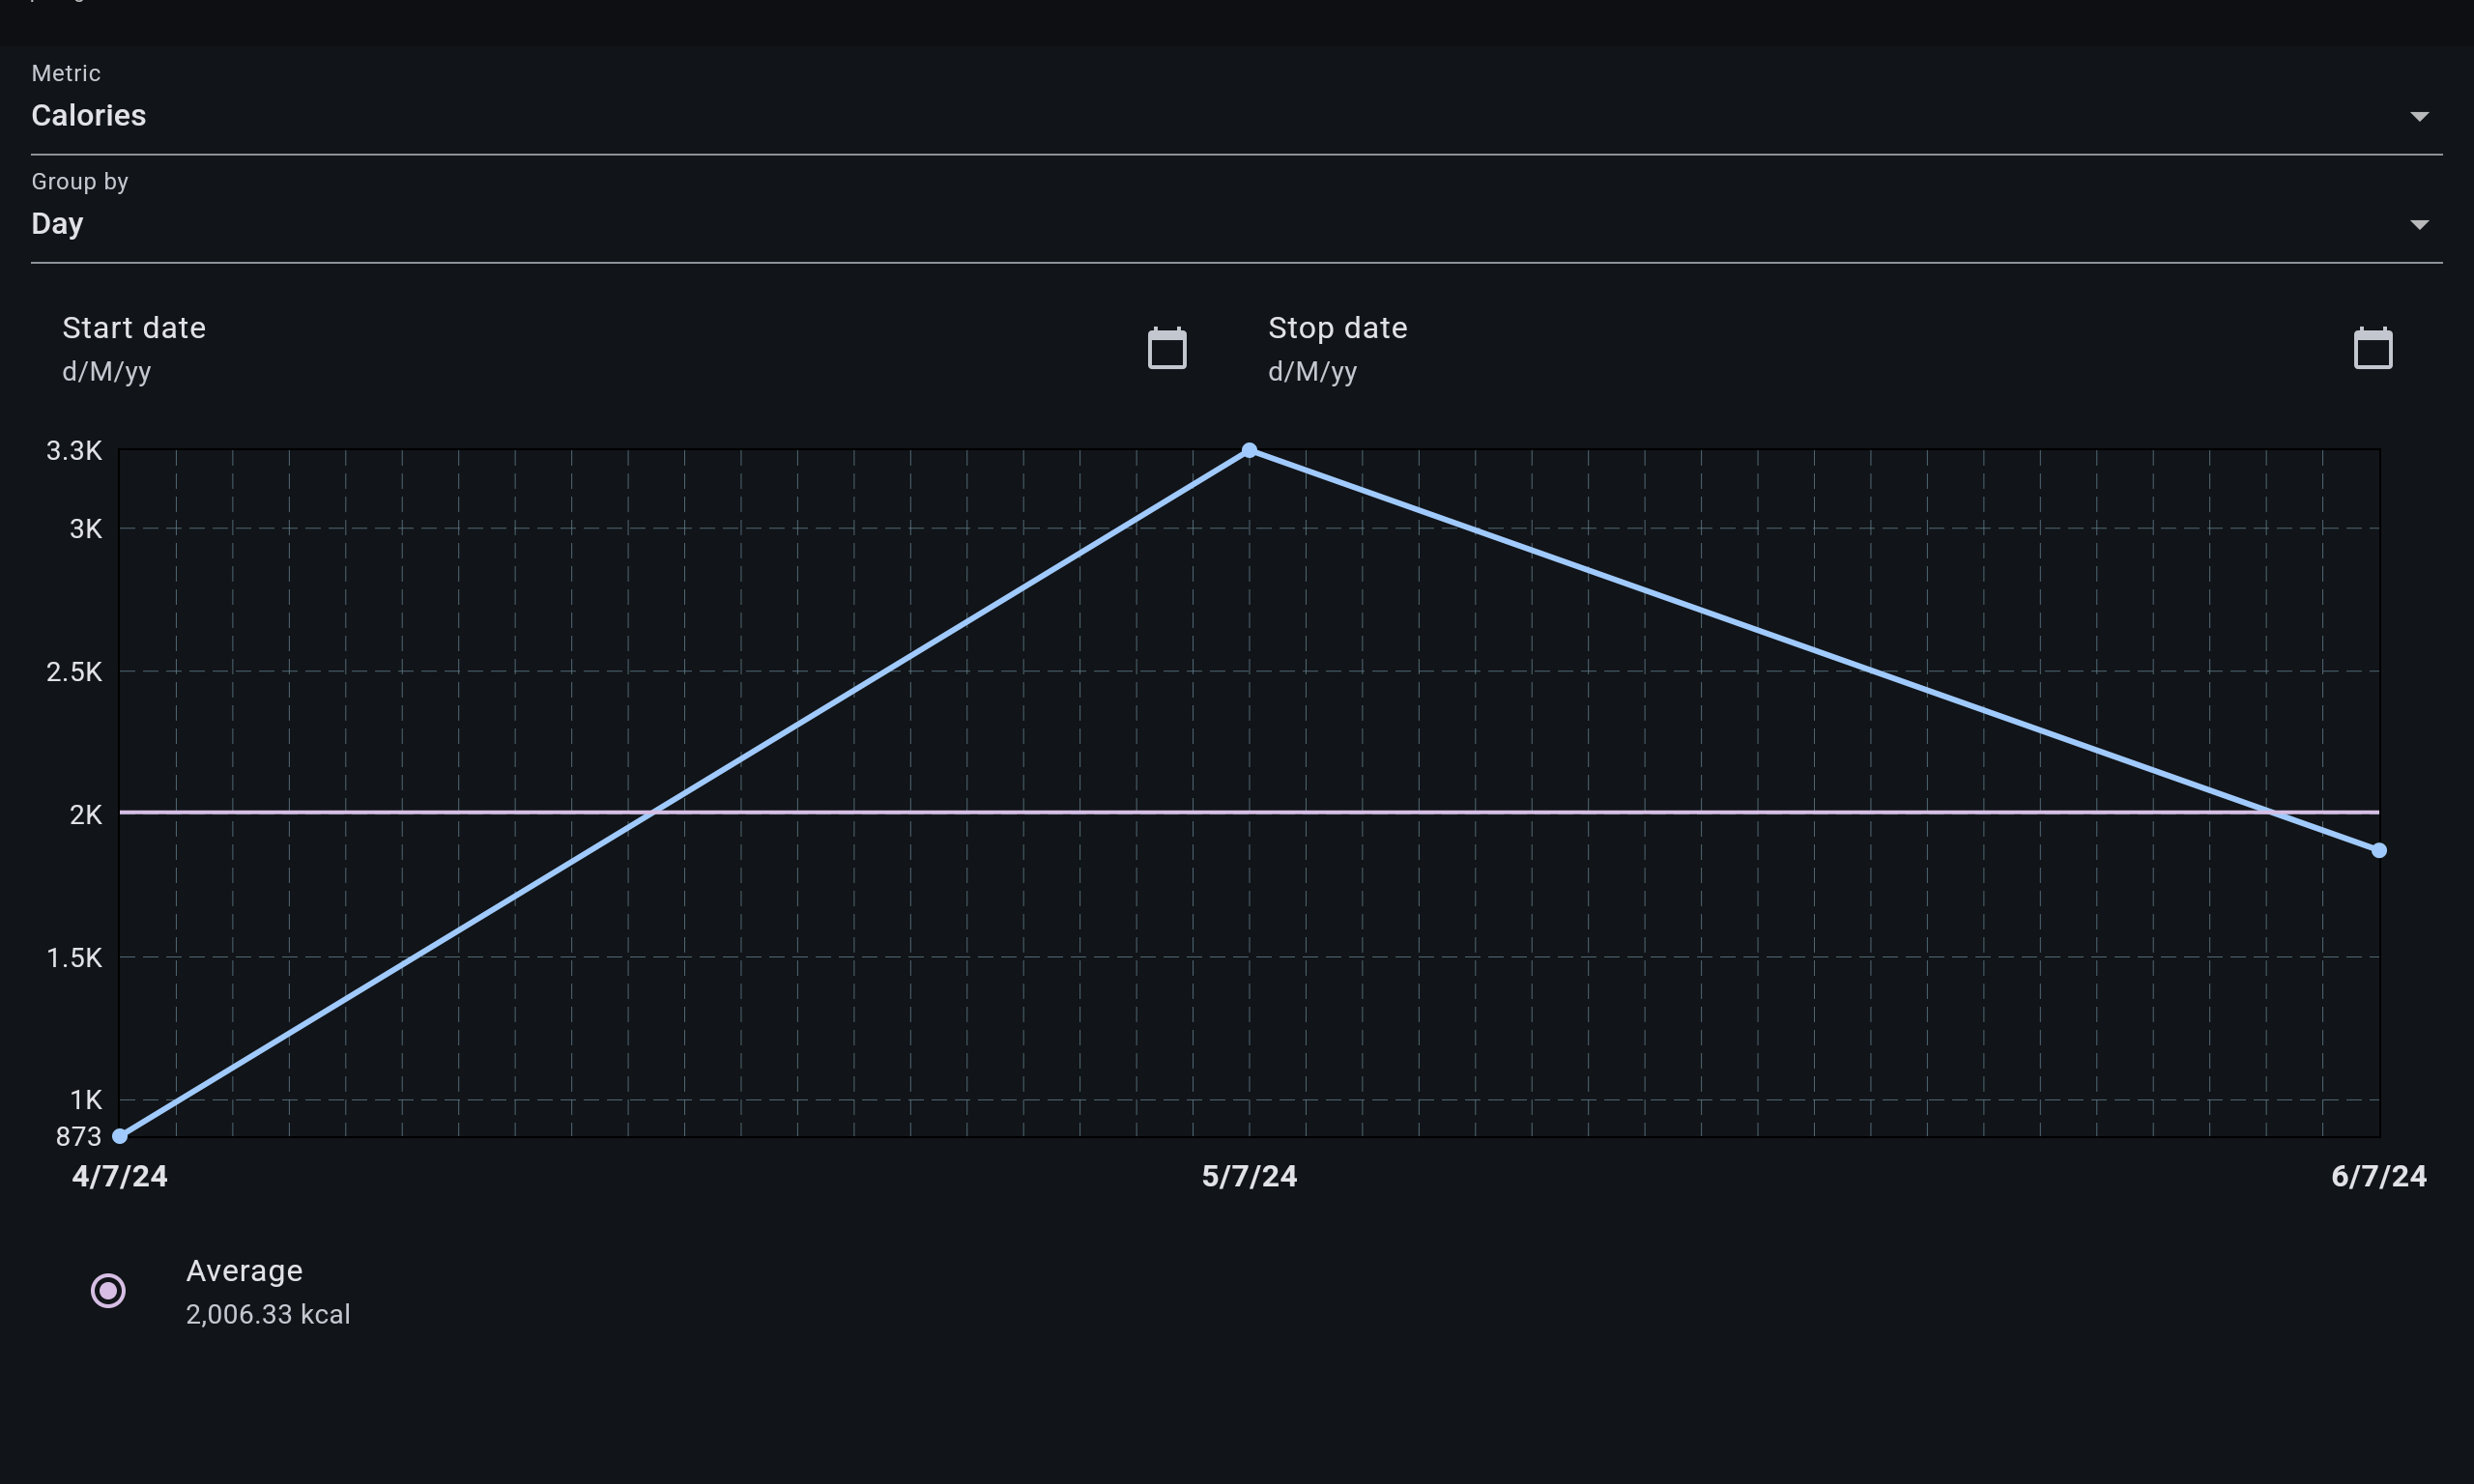 Metric
Calories
Group by
Day
Start date
d/M/yy
Stop date
d/M/yy
3.3K
3K
2.5K
2K
1.5K
1K
873
4/7/24
5/7/24
6/7/24
Average
2,006.33 kcal